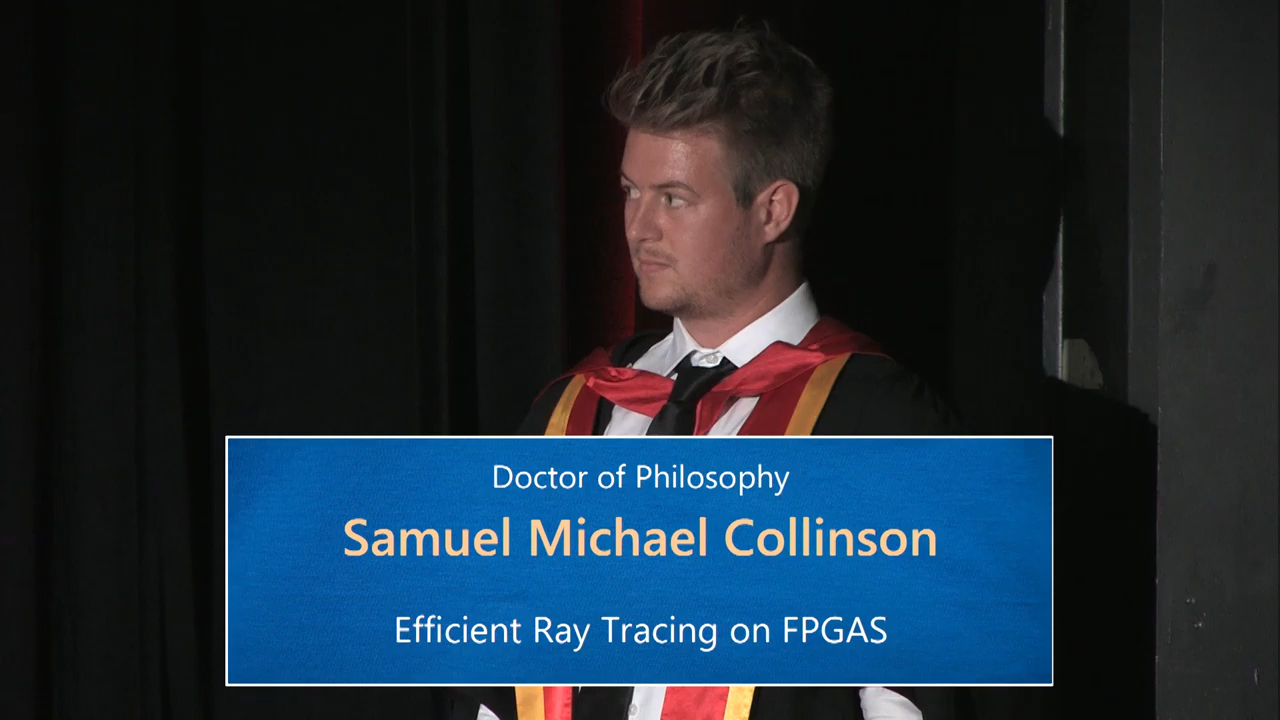 Doctor of Philosophy
Samuel Michael Collinson
Efficient Ray Tracing on FPGAS